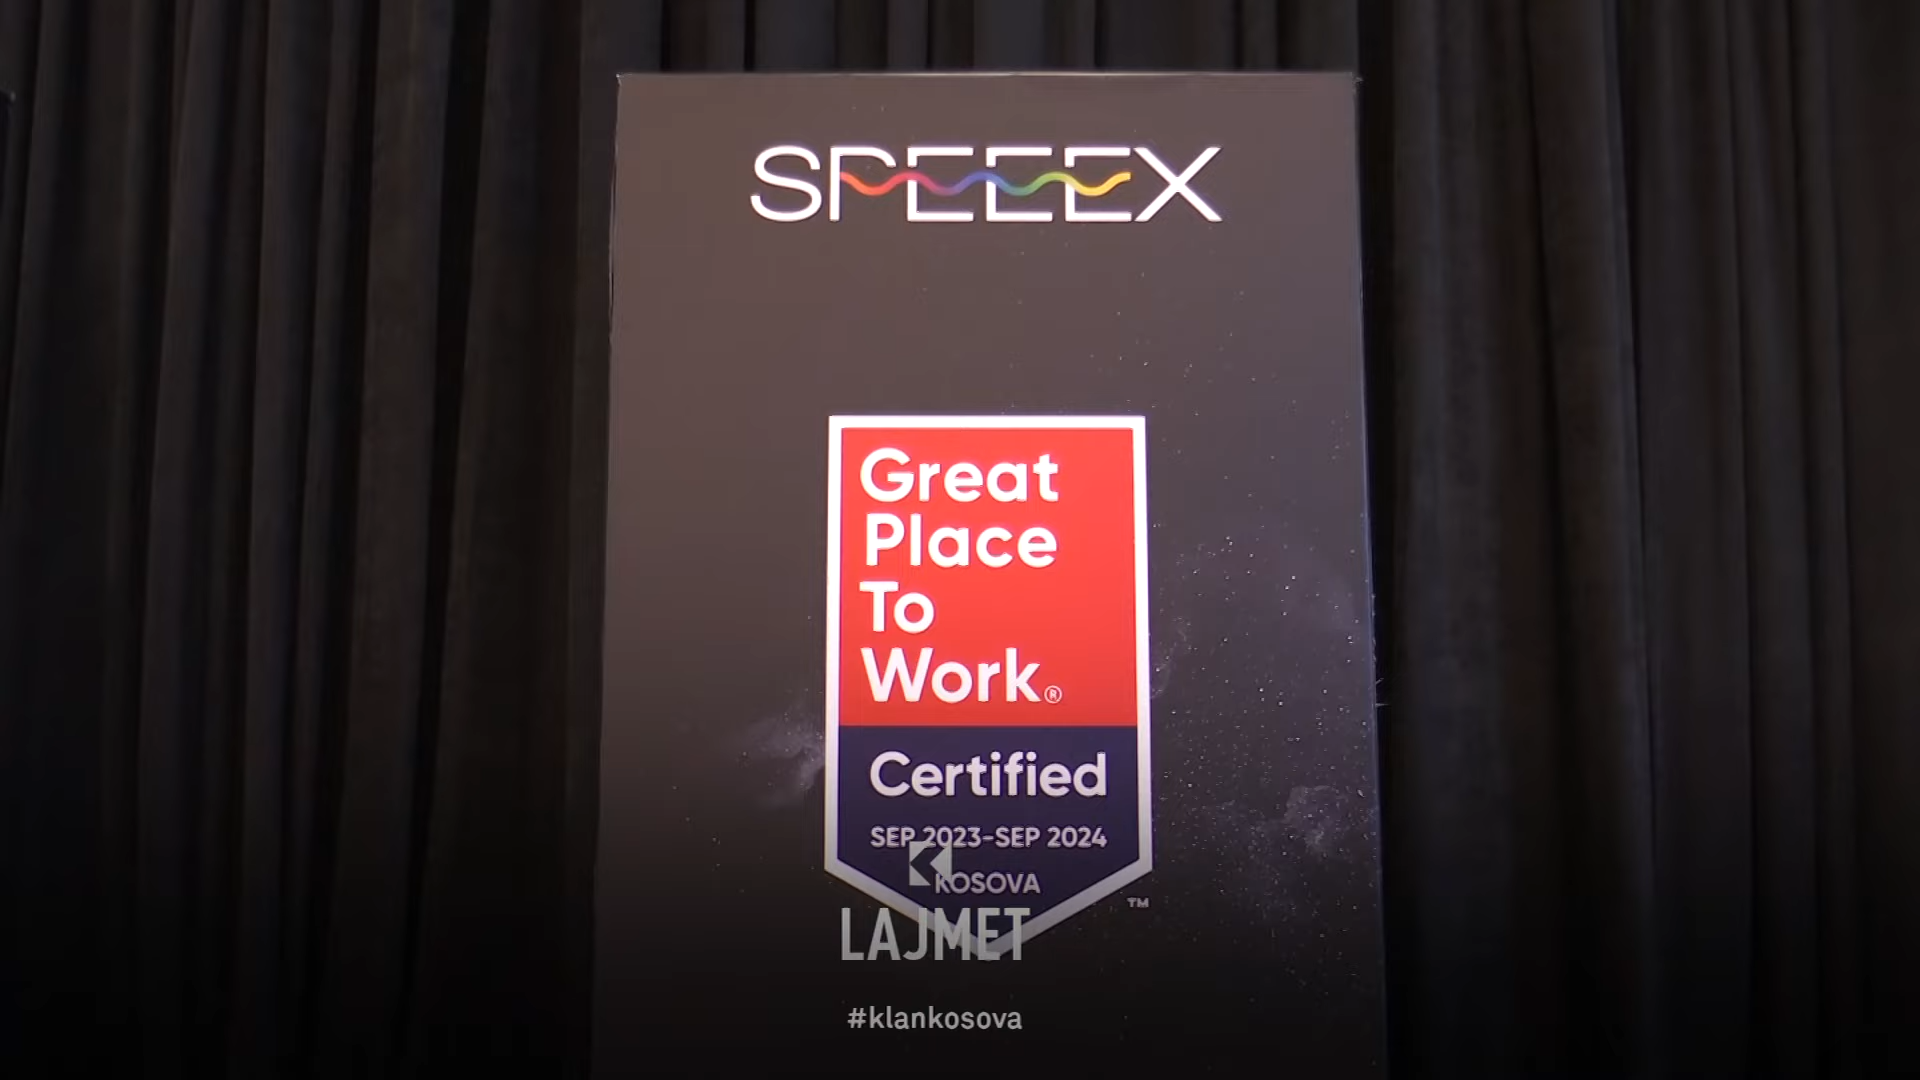 SPEEEX
Great
Place
To
Work®
Certified
SEP 2023-SEP 2024
KOSOVA
TM
LAJMET
#klankosova